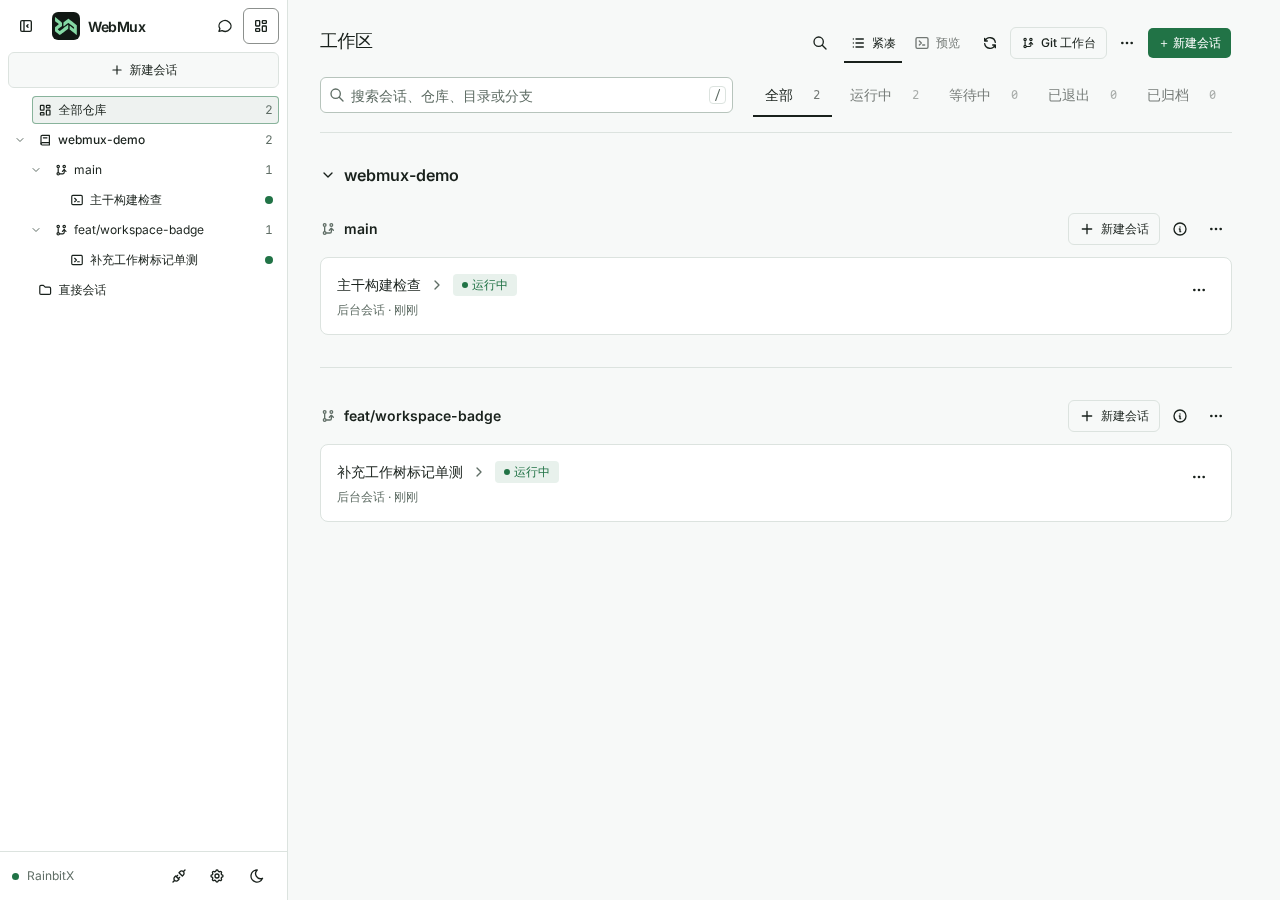 WebMux
新建会话
全部仓库 2
webmux-demo 2
main 1
主干构建检查
feat/workspace-badge 1
补充工作树标记单测
直接会话
RainbitX
工作区
紧凑 预览 Git 工作台 + 新建会话
搜索会话、仓库、目录或分支 /
全部 2 运行中 2 等待中 0 已退出 0 已归档 0
webmux-demo
main 新建会话
主干构建检查 运行中
后台会话 · 刚刚
feat/workspace-badge 新建会话
补充工作树标记单测 运行中
后台会话 · 刚刚